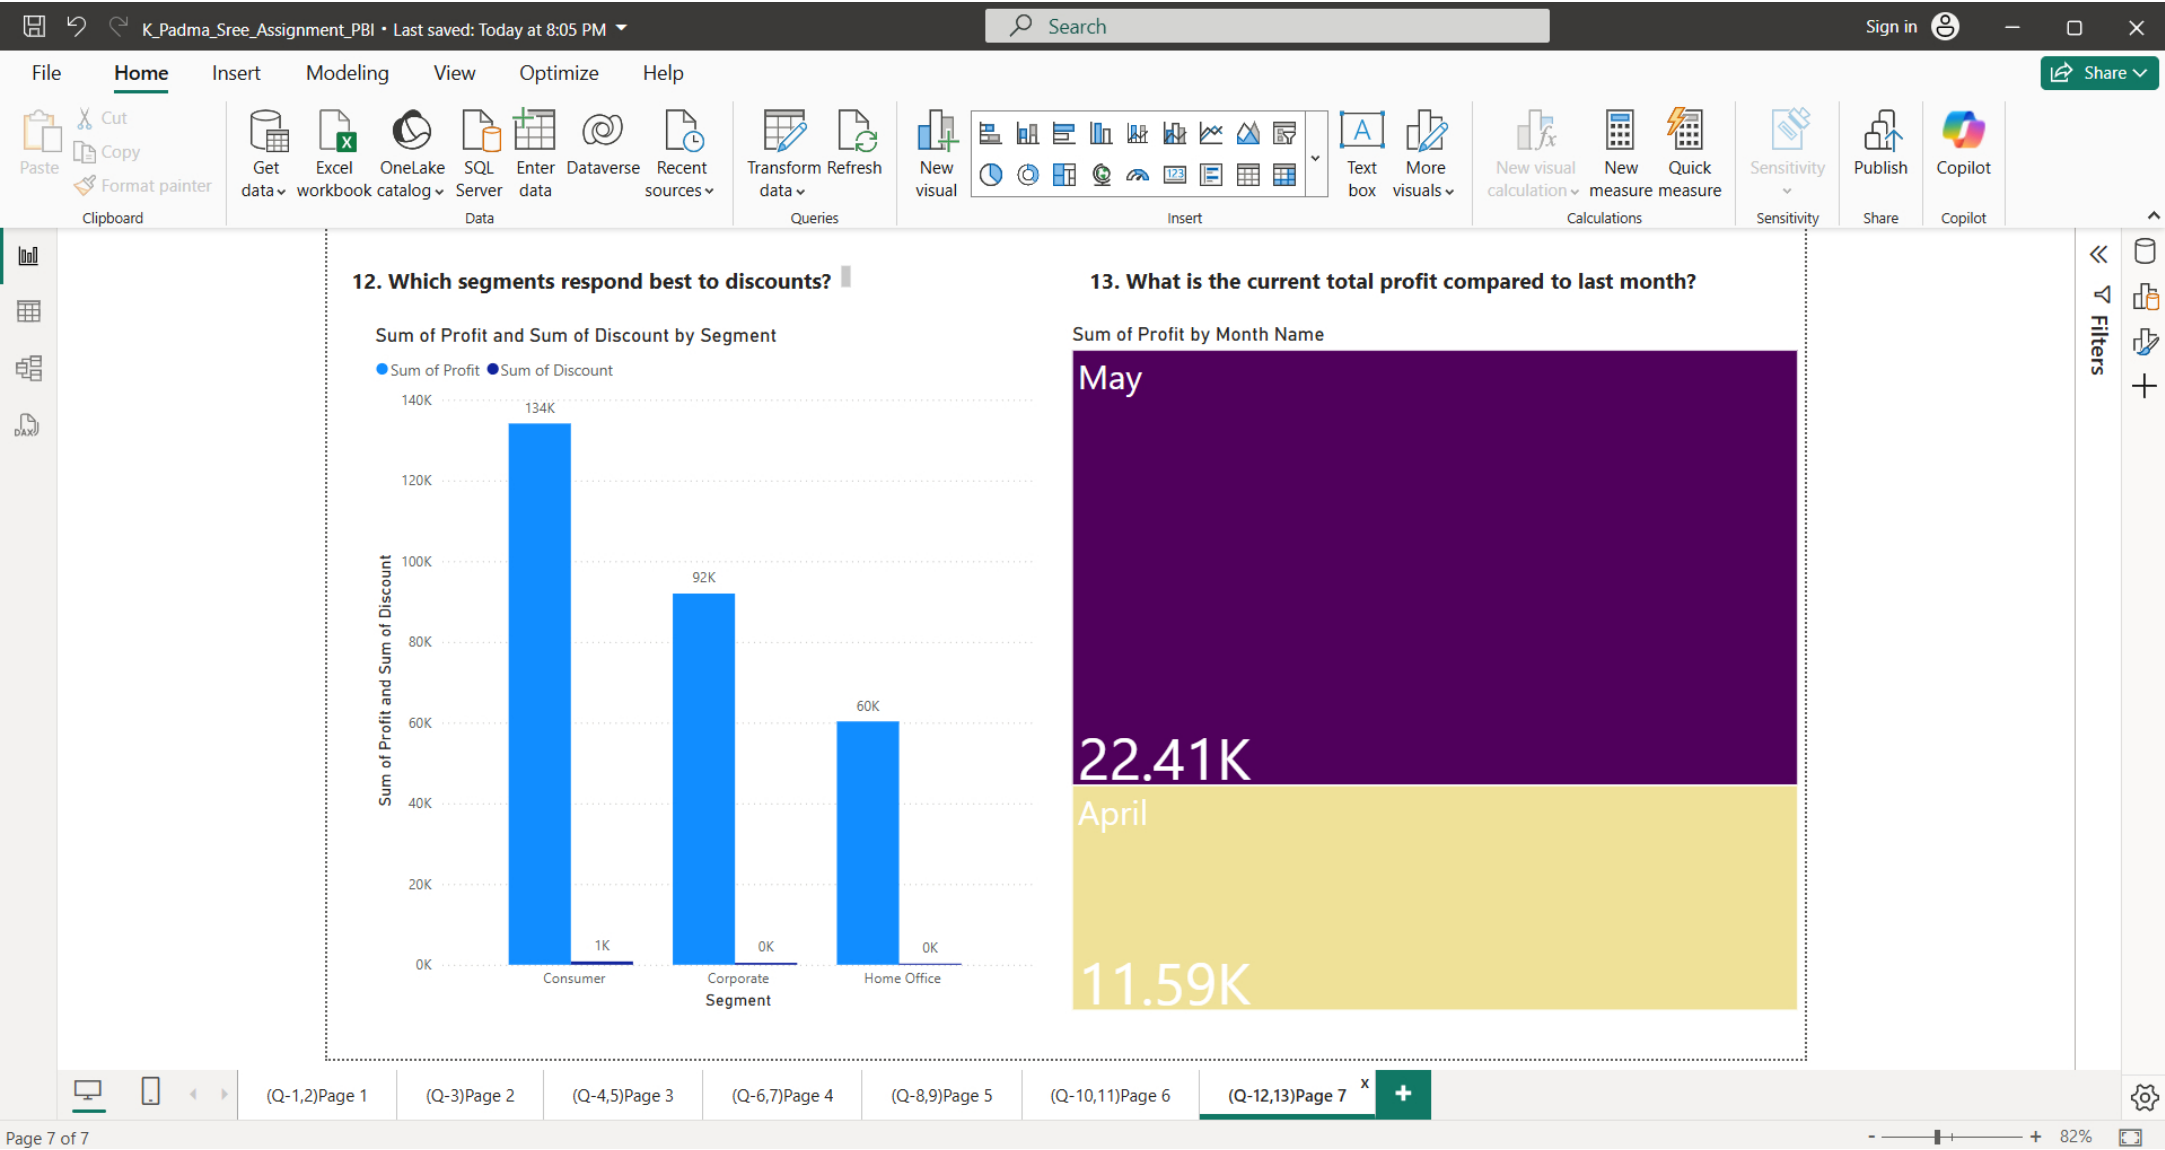 K_Padma_Sree_Assignment_PBI • Last saved: Today at 8:05 PM
Search
Sign in
File Home Insert Modeling View Optimize Help
Share
Paste
Cut
Copy
Format painter
Clipboard
Get data
Excel workbook
OneLake catalog
SQL Server
Enter data
Dataverse
Recent sources
Data
Transform data
Refresh
Queries
New visual
123
Insert
A
Text box
More visuals
New visual calculation
fx
New measure
Quick measure
Calculations
Sensitivity
Sensitivity
Publish
Share
Copilot
Copilot
DAX
12. Which segments respond best to discounts?
Sum of Profit and Sum of Discount by Segment
Sum of Profit Sum of Discount
Sum of Profit and Sum of Discount
140K
120K
100K
80K
60K
40K
20K
0K
134K
1K
92K
0K
60K
0K
Consumer Corporate Home Office
Segment
13. What is the current total profit compared to last month?
Sum of Profit by Month Name
May
22.41K
April
11.59K
Filters
(Q-1,2)Page 1
(Q-3)Page 2
(Q-4,5)Page 3
(Q-6,7)Page 4
(Q-8,9)Page 5
(Q-10,11)Page 6
(Q-12,13)Page 7
x
+
Page 7 of 7
- + 82%